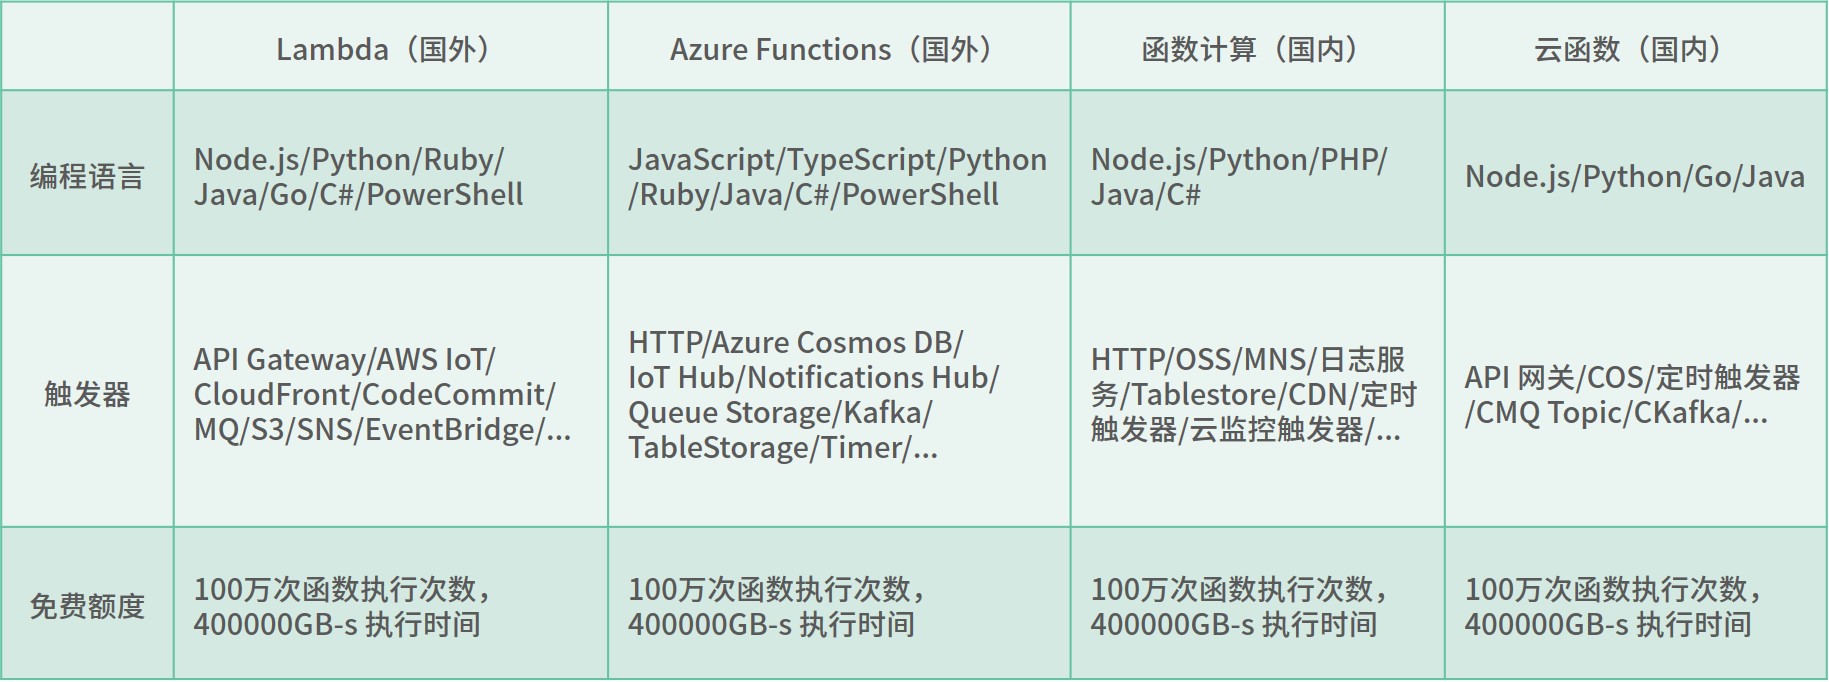 Lambda（国外）
Azure Functions（国外）
函数计算（国内）
云函数（国内）
编程语言
Node.js/Python/Ruby/
Java/Go/C#/PowerShell
JavaScript/TypeScript/Python
/Ruby/Java/C#/PowerShell
Node.js/Python/PHP/
Java/C#
Node.js/Python/Go/Java
触发器
API Gateway/AWS IoT/
CloudFront/CodeCommit/
MQ/S3/SNS/EventBridge/...
HTTP/Azure Cosmos DB/
IoT Hub/Notifications Hub/
Queue Storage/Kafka/
TableStorage/Timer/...
HTTP/OSS/MNS/日志服
务/Tablestore/CDN/定时
触发器/云监控触发器/...
API 网关/COS/定时触发器
/CMQ Topic/CKafka/...
免费额度
100万次函数执行次数，
400000GB-s 执行时间
100万次函数执行次数，
400000GB-s 执行时间
100万次函数执行次数，
400000GB-s 执行时间
100万次函数执行次数，
400000GB-s 执行时间